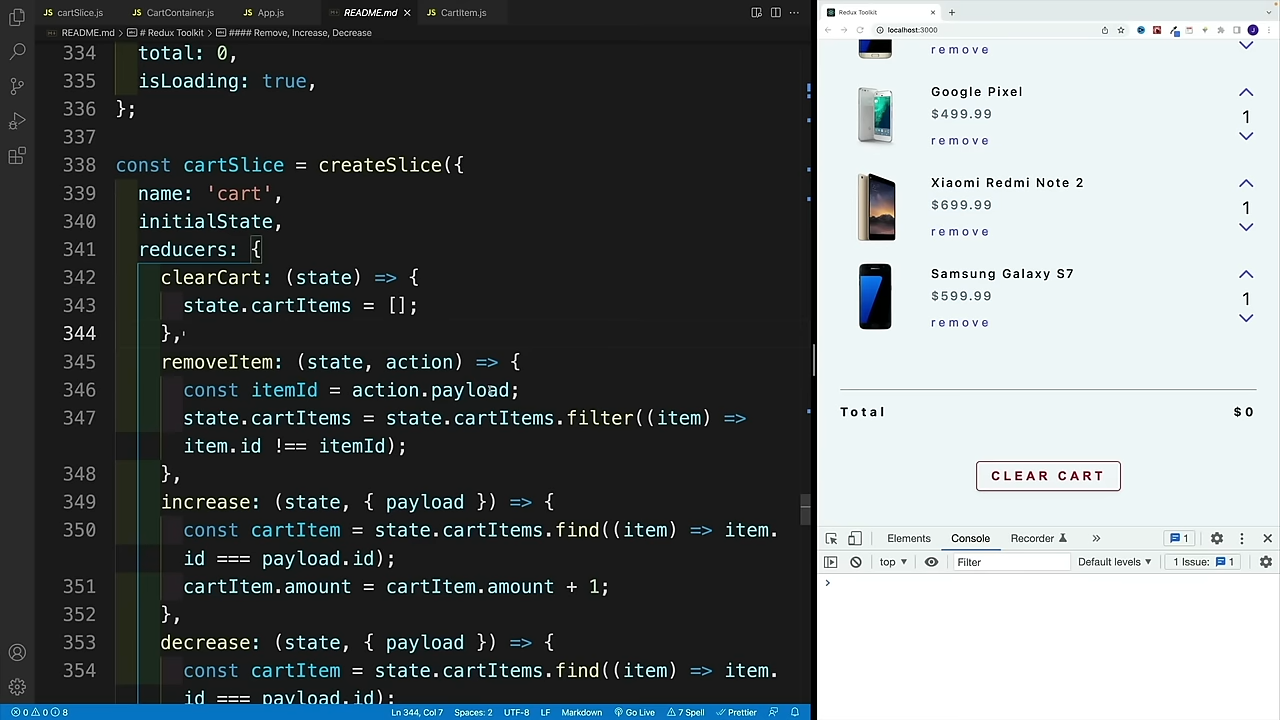 cartSlice.js
CartContainer.js
App.js
README.md
CartItem.js
README.md > # Redux Toolkit > #### Remove, Increase, Decrease
334 total: 0,
335 isLoading: true,
336 };
337
338 const cartSlice = createSlice({
339 name: 'cart',
340 initialState,
341 reducers: {
342 clearCart: (state) => {
343 state.cartItems = [];
344 },
345 removeItem: (state, action) => {
346 const itemId = action.payload;
347 state.cartItems = state.cartItems.filter((item) =>
item.id !== itemId);
348 },
349 increase: (state, { payload }) => {
350 const cartItem = state.cartItems.find((item) => item.
id === payload.id);
351 cartItem.amount = cartItem.amount + 1;
352 },
353 decrease: (state, { payload }) => {
354 const cartItem = state.cartItems.find((item) => item.
id === payload.id);
0 0 8
Ln 344, Col 7
Spaces: 2
UTF-8
LF
Markdown
Go Live
7 Spell
Prettier
Redux Toolkit
localhost:3000
J
remove
Google Pixel
$499.99
remove
1
Xiaomi Redmi Note 2
$699.99
remove
1
Samsung Galaxy S7
$599.99
remove
1
Total
$0
CLEAR CART
Elements
Console
Recorder
»
1
top
Filter
Default levels
1 Issue: 1